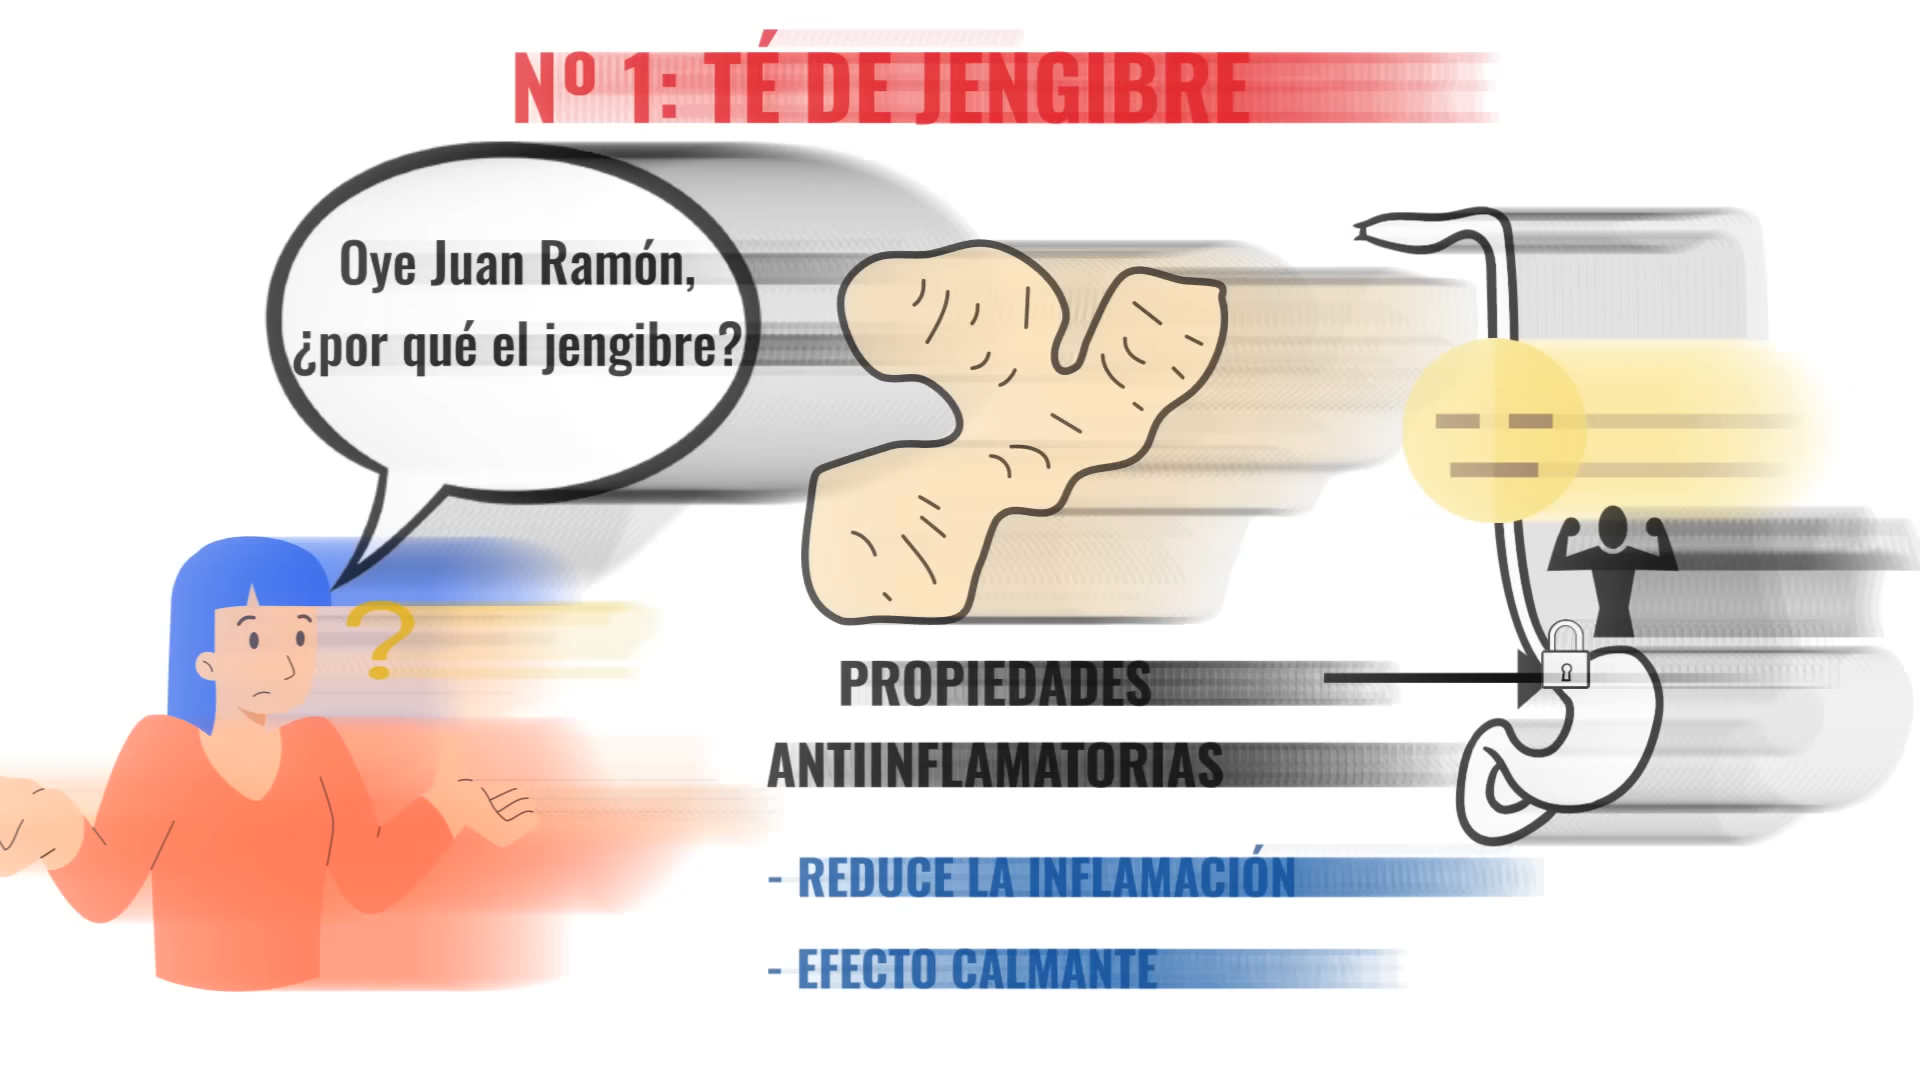 Nº 1: TÉ DE JENGIBRE
Oye Juan Ramón,
¿por qué el jengibre?
?
PROPIEDADES
ANTIINFLAMATORIAS
- REDUCE LA INFLAMACIÓN
- EFECTO CALMANTE